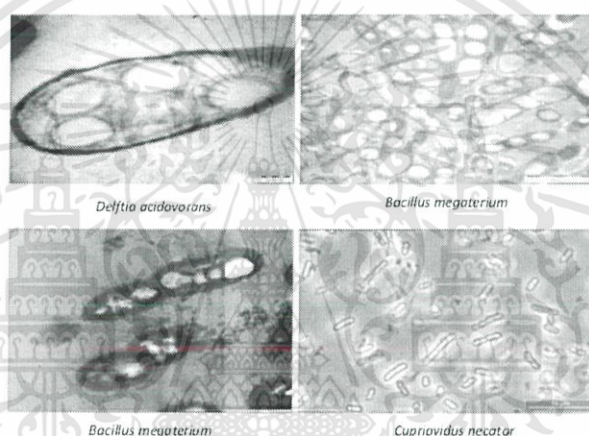 Delftia acidovorans
Bacillus megaterium
Bacillus megaterium
Cupriavidus necator